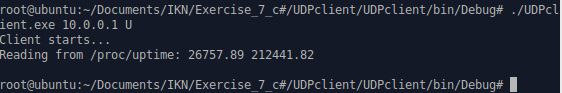 root@ubuntu:~/Documents/IKN/Exercise_7_c#/UDPclient/UDPclient/bin/Debug# ./UDPcl
ient.exe 10.0.0.1 U
Client starts...
Reading from /proc/uptime: 26757.89 212441.82
root@ubuntu:~/Documents/IKN/Exercise_7_c#/UDPclient/UDPclient/bin/Debug#